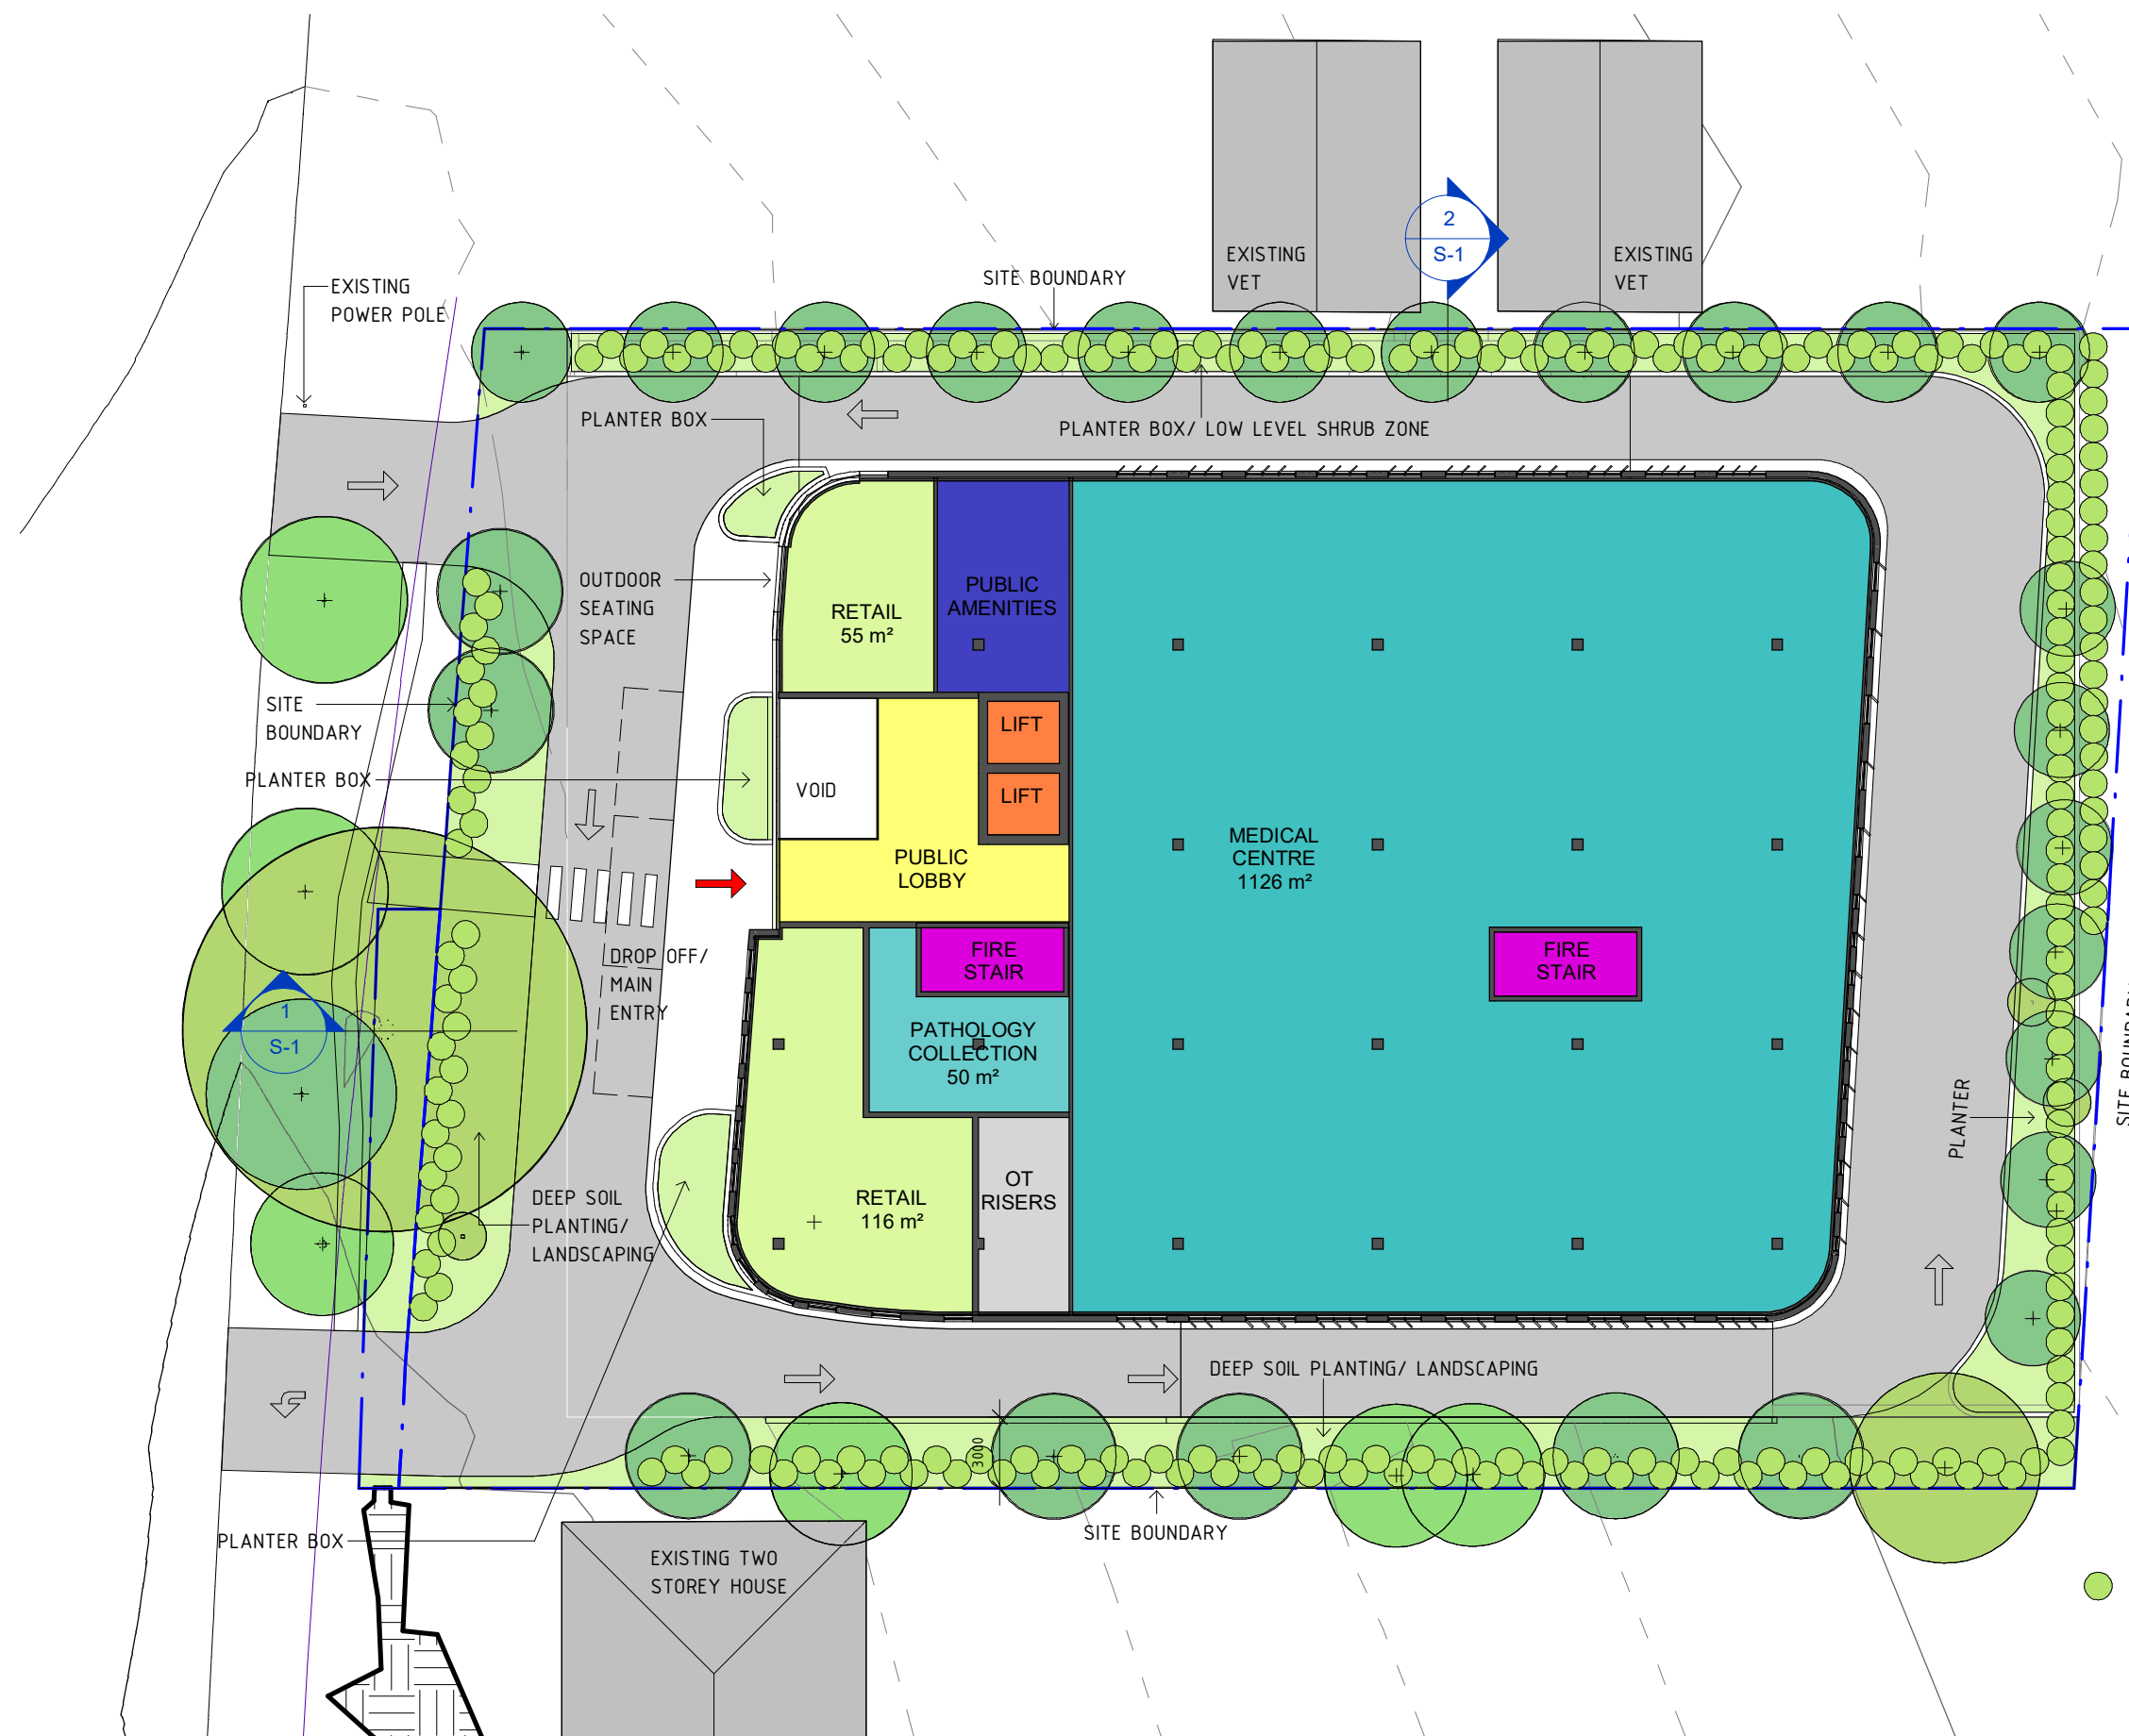 EXISTING
VET
EXISTING
VET
2
S-1
SITE BOUNDARY
EXISTING
POWER POLE
PLANTER BOX
PLANTER BOX/ LOW LEVEL SHRUB ZONE
OUTDOOR
SEATING
SPACE
RETAIL
55 m²
PUBLIC
AMENITIES
SITE
BOUNDARY
LIFT
PLANTER BOX
VOID
LIFT
PUBLIC
LOBBY
MEDICAL
CENTRE
1126 m²
DROP OFF/
MAIN
ENTRY
FIRE
STAIR
FIRE
STAIR
1
S-1
PATHOLOGY
COLLECTION
50 m²
SITE BOUNDARY
PLANTER
DEEP SOIL
PLANTING/
LANDSCAPING
RETAIL
116 m²
OT
RISERS
DEEP SOIL PLANTING/ LANDSCAPING
3000
SITE BOUNDARY
PLANTER BOX
EXISTING TWO
STOREY HOUSE